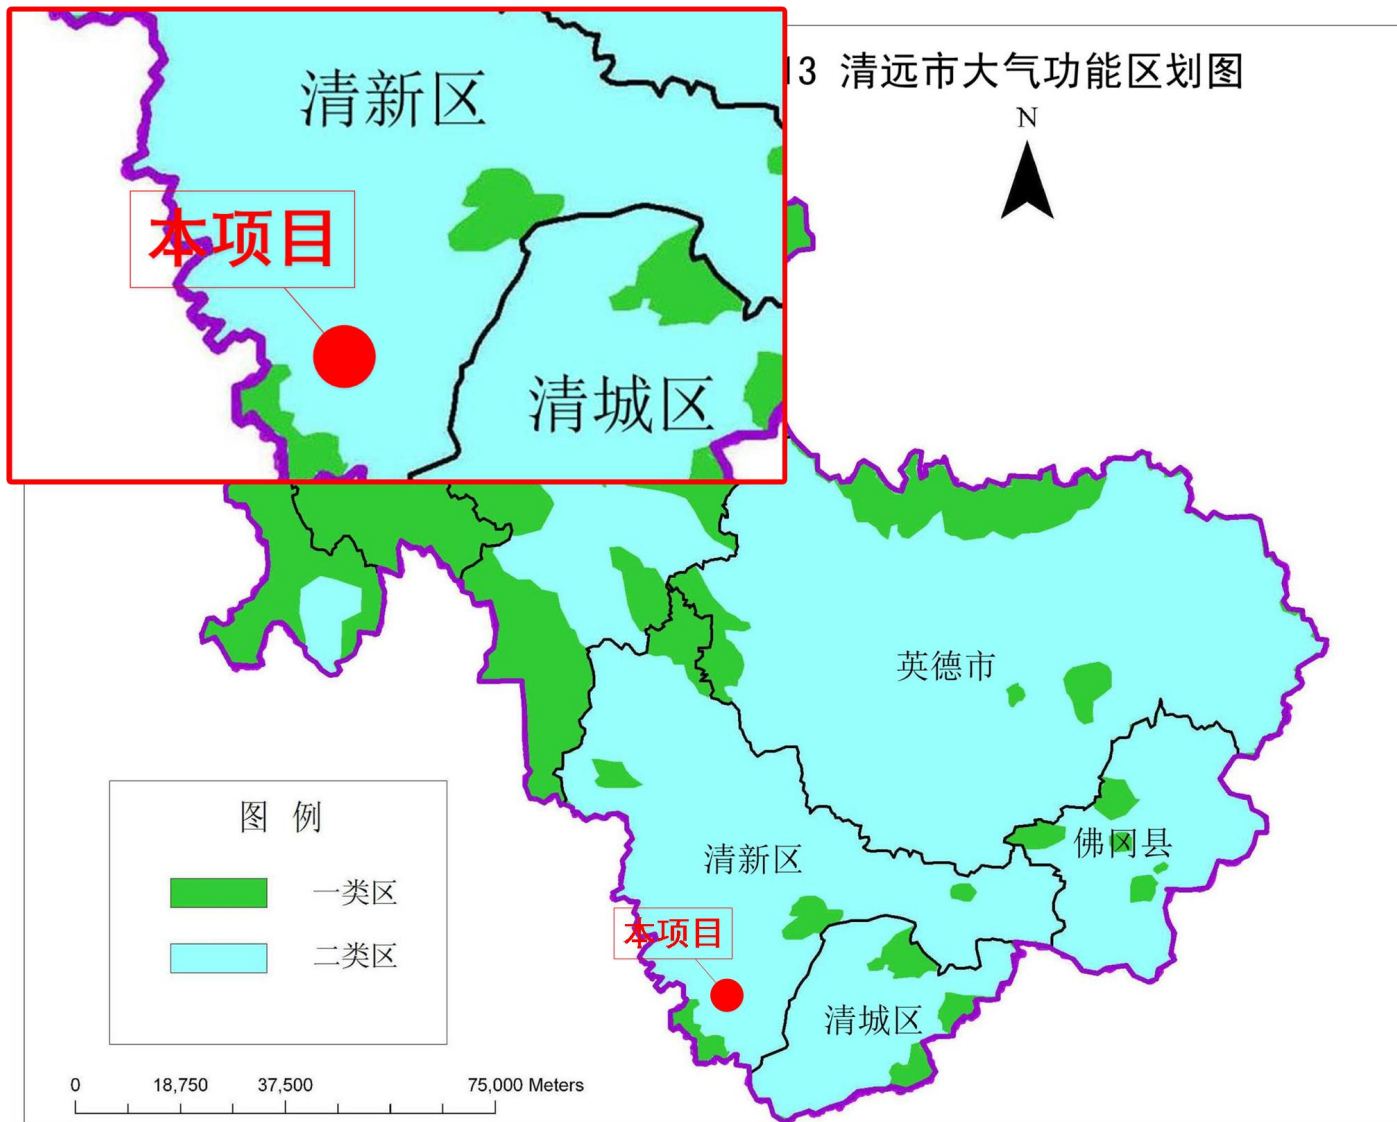 13 清远市大气功能区划图
N
清新区
本项目
清城区
英德市
佛冈县
清新区
本项目
清城区
图 例
一类区
二类区
0 18,750 37,500 75,000 Meters